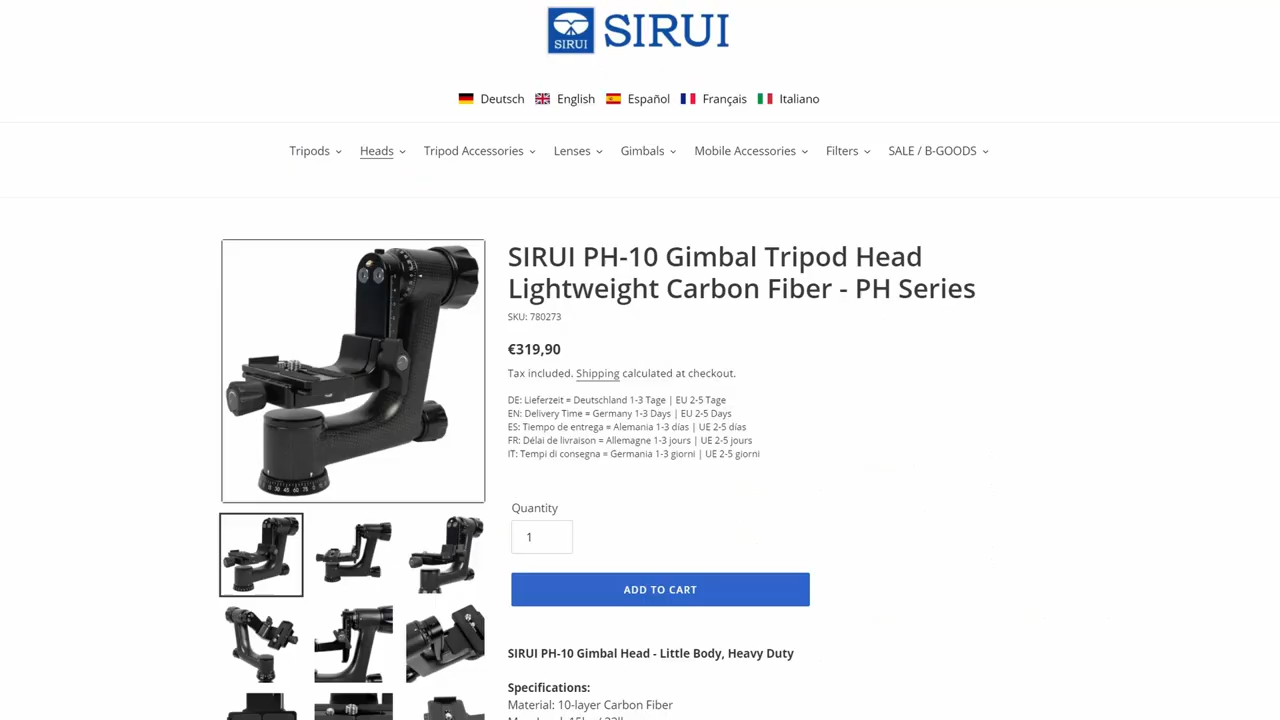 SIRUI SIRUI
Deutsch English Español Français Italiano
Tripods Heads Tripod Accessories Lenses Gimbals Mobile Accessories Filters SALE / B-GOODS
SIRUI PH-10 Gimbal Tripod Head
Lightweight Carbon Fiber - PH Series
SKU: 780273
€319,90
Tax included. Shipping calculated at checkout.
DE: Lieferzeit = Deutschland 1-3 Tage | EU 2-5 Tage
EN: Delivery Time = Germany 1-3 Days | EU 2-5 Days
ES: Tiempo de entrega = Alemania 1-3 días | UE 2-5 días
FR: Délai de livraison = Allemagne 1-3 jours | UE 2-5 jours
IT: Tempi di consegna = Germania 1-3 giorni | UE 2-5 giorni
Quantity
1
ADD TO CART
SIRUI PH-10 Gimbal Head - Little Body, Heavy Duty
Specifications:
Material: 10-layer Carbon Fiber